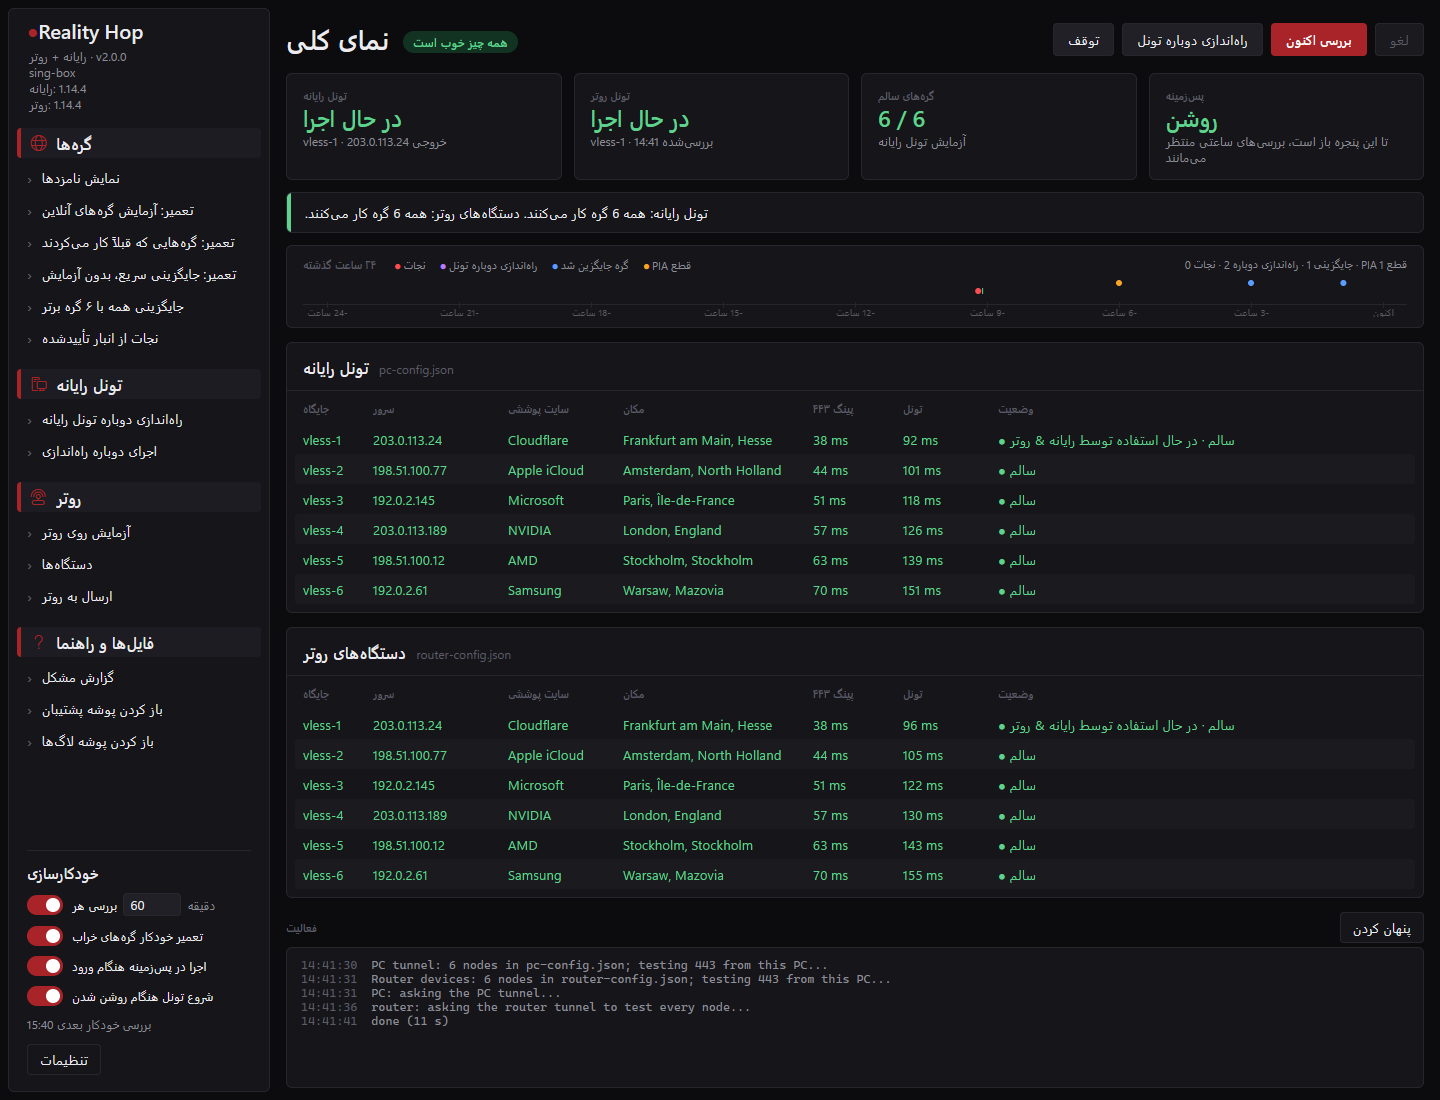 Reality Hop
رایانه + روتر · v2.0.0
sing-box
رایانه: 1.14.4
روتر: 1.14.4
گره‌ها
نمایش نامزدها
تعمیر: آزمایش گره‌های آنلاین
تعمیر: گره‌هایی که قبلاً کار می‌کردند
تعمیر: جایگزینی سریع، بدون آزمایش
جایگزینی همه با ۶ گره برتر
نجات از انبار تأییدشده
تونل رایانه
راه‌اندازی دوباره تونل رایانه
اجرای دوباره راه‌اندازی
روتر
آزمایش روی روتر
دستگاه‌ها
ارسال به روتر
فایل‌ها و راهنما
گزارش مشکل
باز کردن پوشه پشتیبان
باز کردن پوشه لاگ‌ها
خودکارسازی
بررسی هر 60 دقیقه
تعمیر خودکار گره‌های خراب
اجرا در پس‌زمینه هنگام ورود
شروع تونل هنگام روشن شدن
بررسی خودکار بعدی 15:40
تنظیمات
نمای کلی
همه چیز خوب است
توقف
راه‌اندازی دوباره تونل
بررسی اکنون
لغو
تونل رایانه
در حال اجرا
vless-1 · 203.0.113.24 خروجی
تونل روتر
در حال اجرا
vless-1 · 14:41 بررسی‌شده
گره‌های سالم
6 / 6
آزمایش تونل رایانه
پس‌زمینه
روشن
تا این پنجره باز است، بررسی‌های ساعتی منتظر
می‌مانند
تونل رایانه: همه 6 گره کار می‌کنند. دستگاه‌های روتر: همه 6 گره کار می‌کنند.
۲۴ ساعت گذشته
نجات
راه‌اندازی دوباره تونل
گره جایگزین شد
قطع PIA
قطع PIA 1 · جایگزینی 1 · راه‌اندازی دوباره 2 · نجات 0
-24 ساعت
-21 ساعت
-18 ساعت
-15 ساعت
-12 ساعت
-9 ساعت
-6 ساعت
-3 ساعت
اکنون
تونل رایانه pc-config.json
جایگاه سرور سایت پوششی مکان پینگ ۴۴۳ تونل وضعیت
vless-1 203.0.113.24 Cloudflare Frankfurt am Main, Hesse 38 ms 92 ms ● سالم · در حال استفاده توسط رایانه & روتر
vless-2 198.51.100.77 Apple iCloud Amsterdam, North Holland 44 ms 101 ms ● سالم
vless-3 192.0.2.145 Microsoft Paris, Île-de-France 51 ms 118 ms ● سالم
vless-4 203.0.113.189 NVIDIA London, England 57 ms 126 ms ● سالم
vless-5 198.51.100.12 AMD Stockholm, Stockholm 63 ms 139 ms ● سالم
vless-6 192.0.2.61 Samsung Warsaw, Mazovia 70 ms 151 ms ● سالم
دستگاه‌های روتر router-config.json
جایگاه سرور سایت پوششی مکان پینگ ۴۴۳ تونل وضعیت
vless-1 203.0.113.24 Cloudflare Frankfurt am Main, Hesse 38 ms 96 ms ● سالم · در حال استفاده توسط رایانه & روتر
vless-2 198.51.100.77 Apple iCloud Amsterdam, North Holland 44 ms 105 ms ● سالم
vless-3 192.0.2.145 Microsoft Paris, Île-de-France 51 ms 122 ms ● سالم
vless-4 203.0.113.189 NVIDIA London, England 57 ms 130 ms ● سالم
vless-5 198.51.100.12 AMD Stockholm, Stockholm 63 ms 143 ms ● سالم
vless-6 192.0.2.61 Samsung Warsaw, Mazovia 70 ms 155 ms ● سالم
فعالیت
پنهان کردن
14:41:30 PC tunnel: 6 nodes in pc-config.json; testing 443 from this PC...
14:41:31 Router devices: 6 nodes in router-config.json; testing 443 from this PC...
14:41:31 PC: asking the PC tunnel...
14:41:36 router: asking the router tunnel to test every node...
14:41:41 done (11 s)